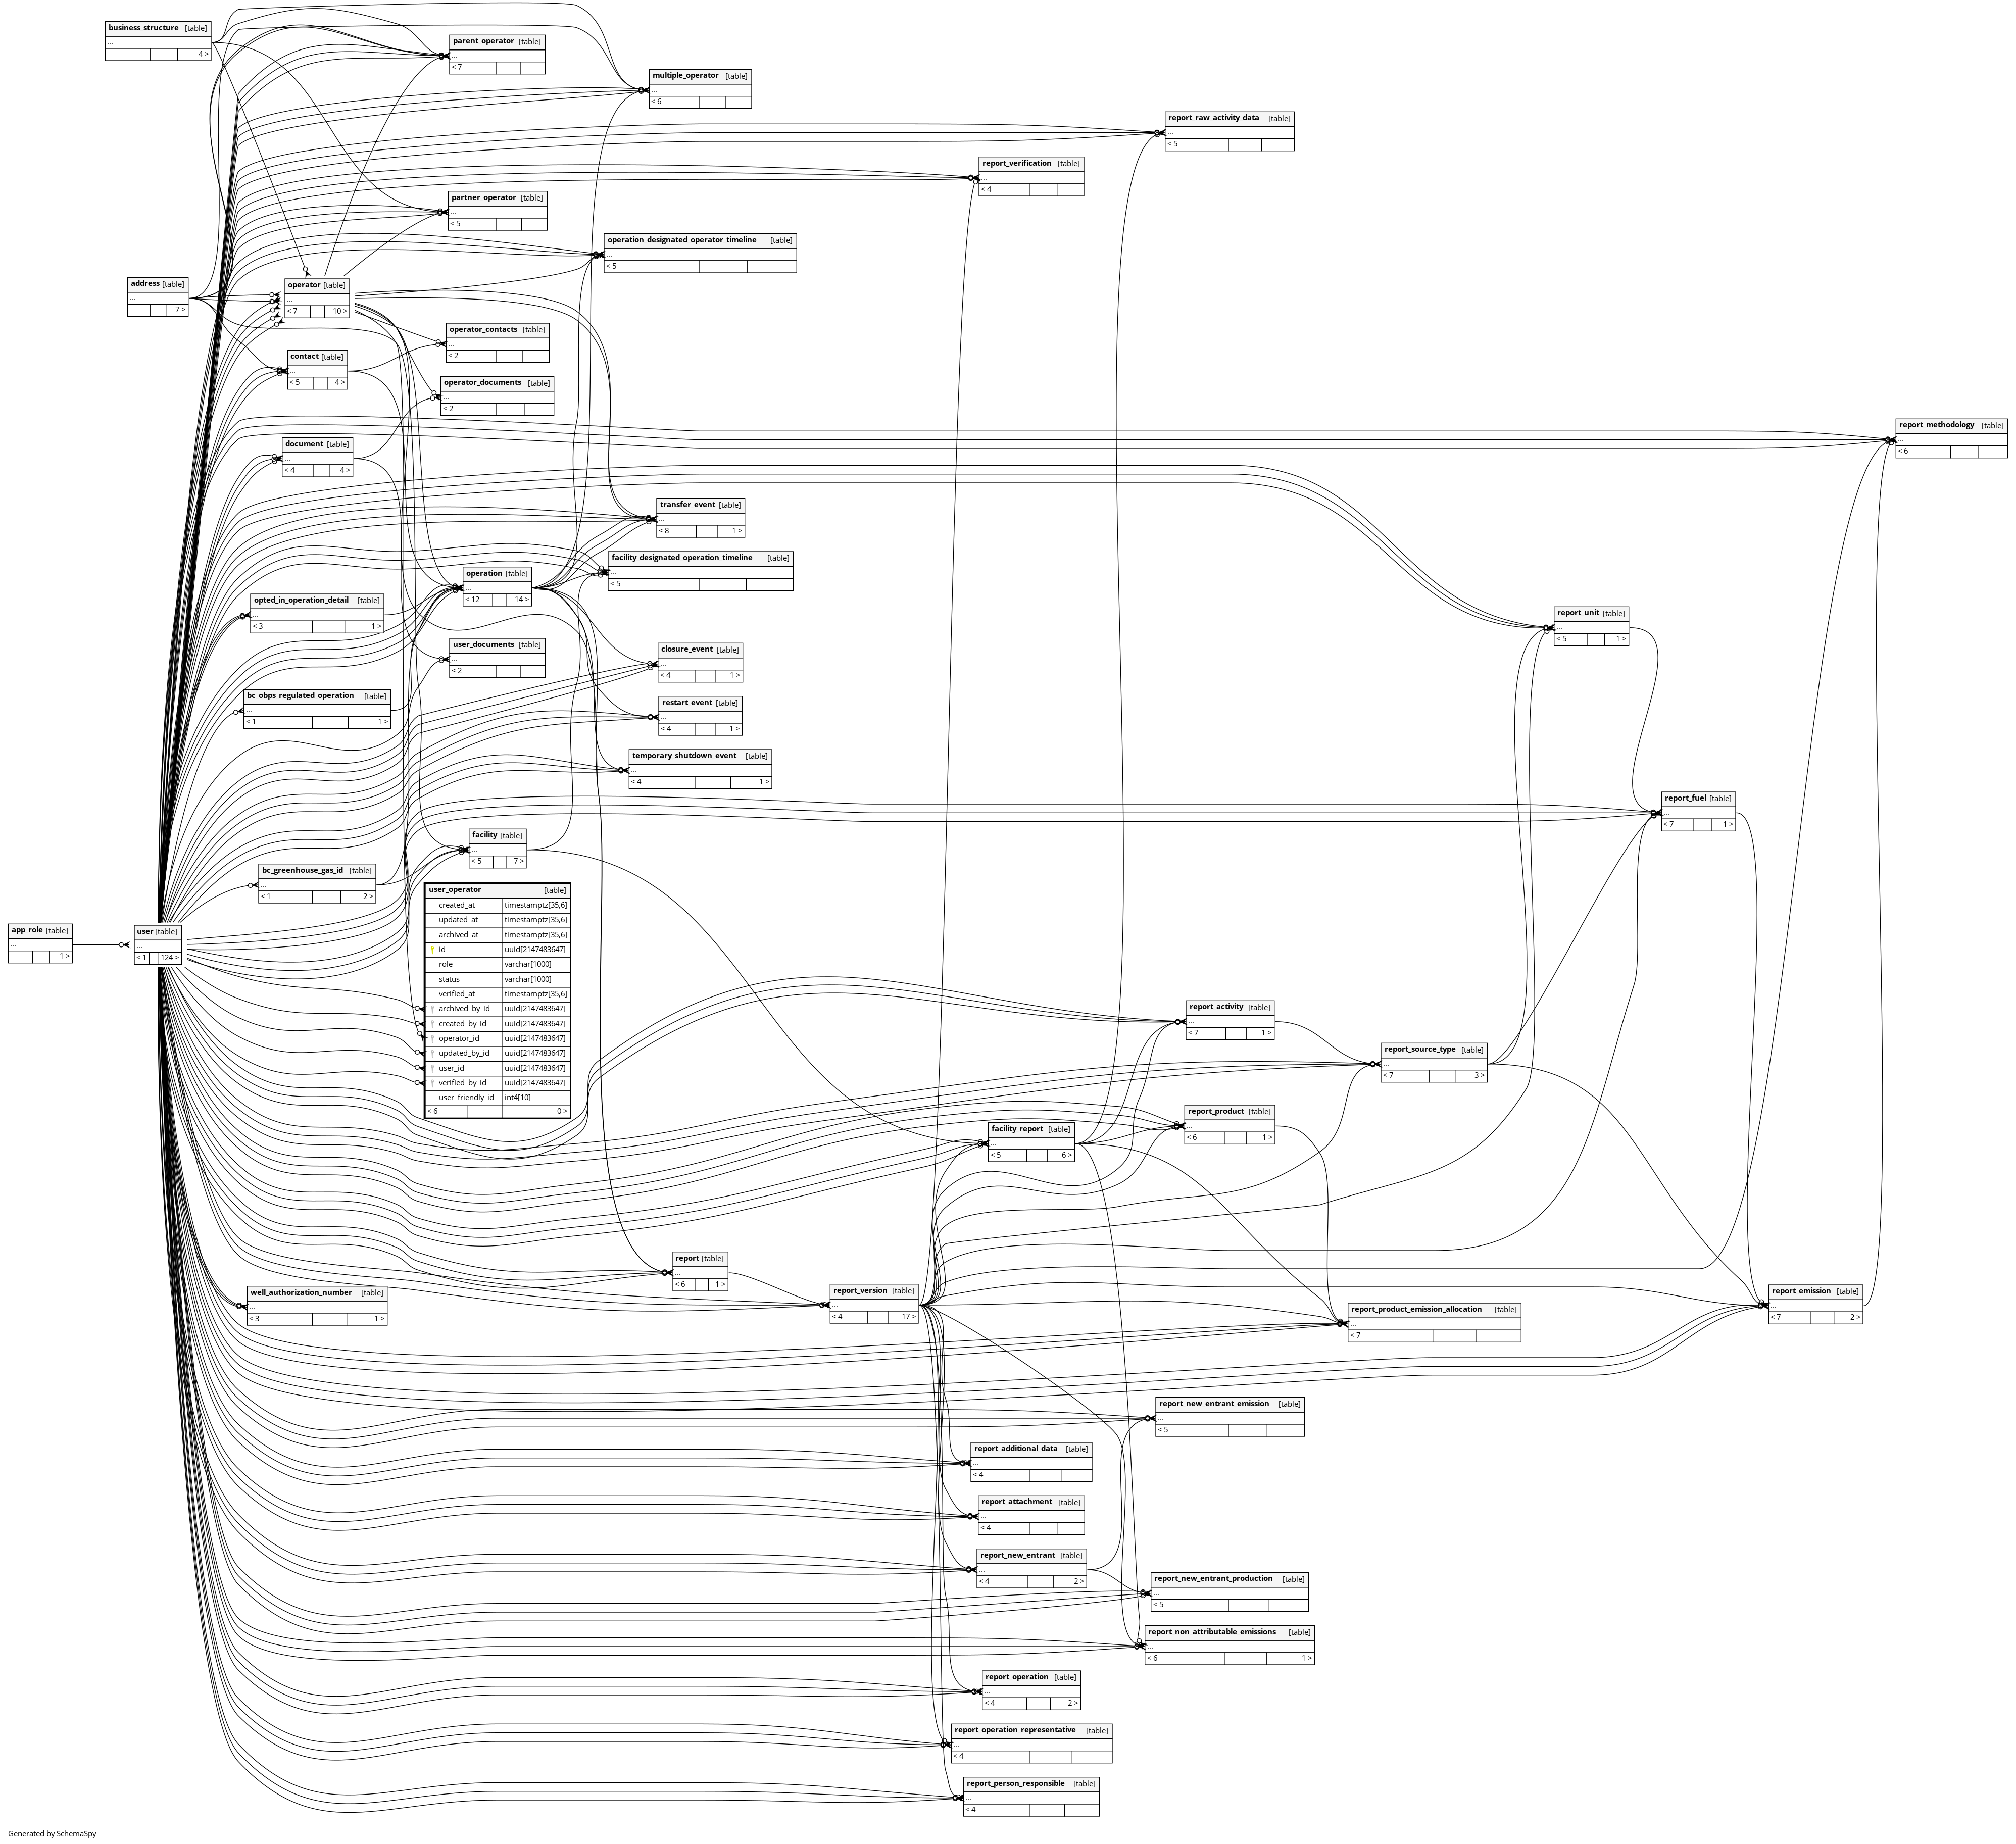 business_structure [table]
...
4 >
parent_operator [table]
...
< 7
multiple_operator [table]
...
< 6
report_raw_activity_data [table]
...
< 5
report_verification [table]
...
< 4
partner_operator [table]
...
< 5
operation_designated_operator_timeline [table]
...
< 5
address [table]
...
7 >
operator [table]
...
< 7 10 >
operator_contacts [table]
...
< 2
contact [table]
...
< 5 4 >
operator_documents [table]
...
< 2
report_methodology [table]
...
< 6
document [table]
...
< 4 4 >
transfer_event [table]
...
< 8 1 >
facility_designated_operation_timeline [table]
...
< 5
operation [table]
...
< 12 14 >
opted_in_operation_detail [table]
...
< 3 1 >
report_unit [table]
...
< 5 1 >
user_documents [table]
...
< 2
closure_event [table]
...
< 4 1 >
bc_obps_regulated_operation [table]
...
< 1 1 >
restart_event [table]
...
< 4 1 >
temporary_shutdown_event [table]
...
< 4 1 >
report_fuel [table]
...
< 7 1 >
facility [table]
...
< 5 7 >
bc_greenhouse_gas_id [table]
...
< 1 2 >
user_operator [table]
created_at timestamptz[35,6]
updated_at timestamptz[35,6]
archived_at timestamptz[35,6]
id uuid[2147483647]
role varchar[1000]
status varchar[1000]
verified_at timestamptz[35,6]
archived_by_id uuid[2147483647]
created_by_id uuid[2147483647]
operator_id uuid[2147483647]
updated_by_id uuid[2147483647]
user_id uuid[2147483647]
verified_by_id uuid[2147483647]
user_friendly_id int4[10]
< 6 0 >
app_role [table]
...
1 >
user [table]
...
< 1 124 >
report_activity [table]
...
< 7 1 >
report_source_type [table]
...
< 7 3 >
report_product [table]
...
< 6 1 >
facility_report [table]
...
< 5 6 >
report [table]
...
< 6 1 >
report_version [table]
...
< 4 17 >
well_authorization_number [table]
...
< 3 1 >
report_emission [table]
...
< 7 2 >
report_product_emission_allocation [table]
...
< 7
report_new_entrant_emission [table]
...
< 5
report_additional_data [table]
...
< 4
report_attachment [table]
...
< 4
report_new_entrant [table]
...
< 4 2 >
report_new_entrant_production [table]
...
< 5
report_non_attributable_emissions [table]
...
< 6 1 >
report_operation [table]
...
< 4 2 >
report_operation_representative [table]
...
< 4
report_person_responsible [table]
...
< 4
Generated by SchemaSpy